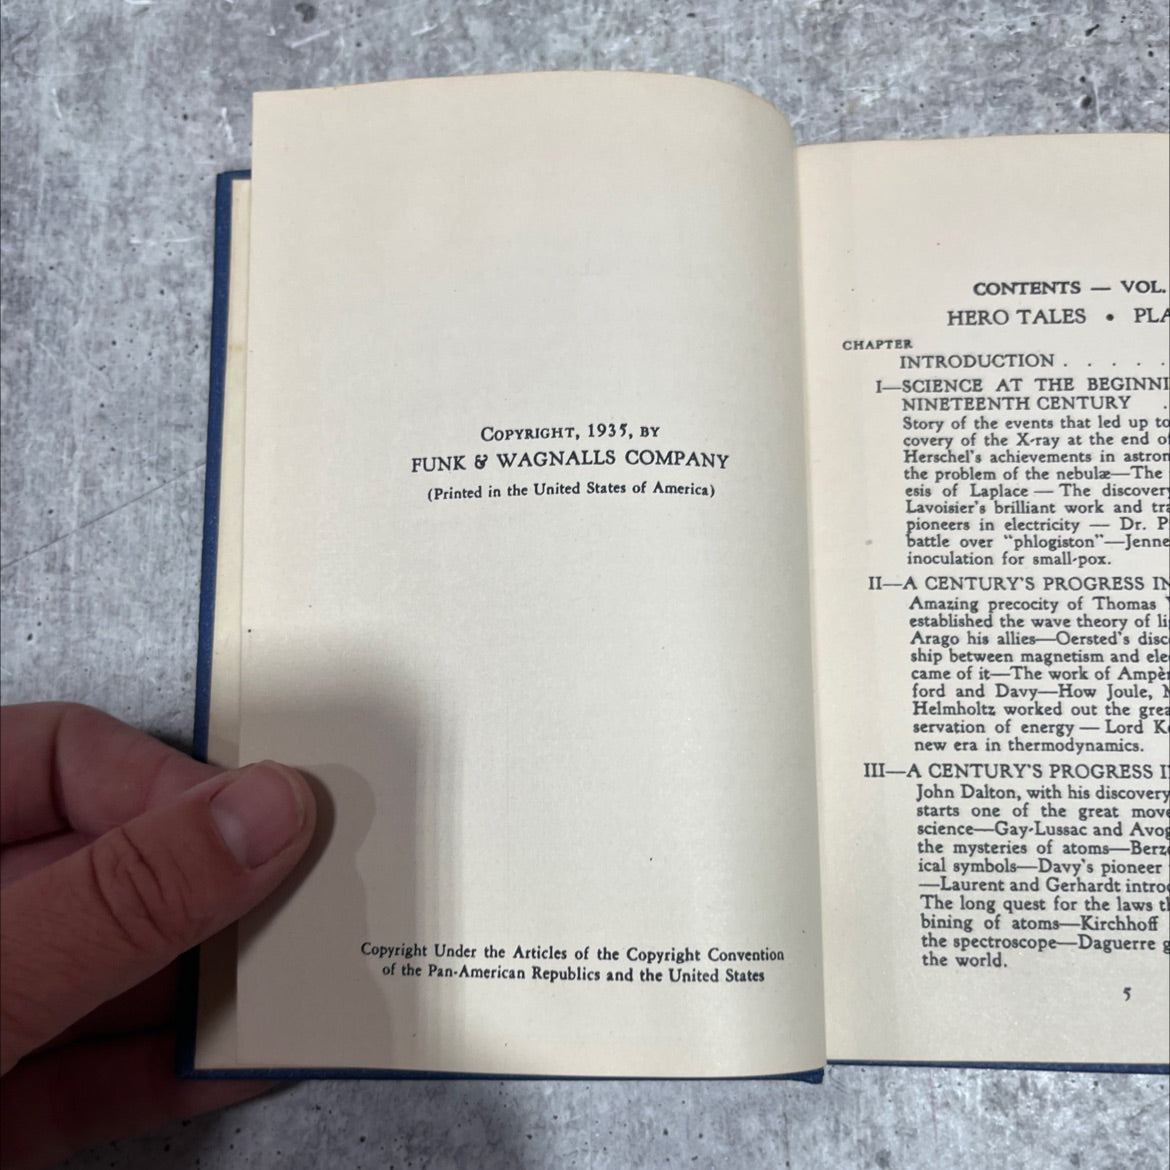 COPYRIGHT, 1935, BY
FUNK & WAGNALLS COMPANY
(Printed in the United States of America)
Copyright Under the Articles of the Copyright Convention
of the Pan-American Republics and the United States
CONTENTS — VOL.
HERO TALES • PLA
CHAPTER
INTRODUCTION . . . .
I—SCIENCE AT THE BEGINNI
NINETEENTH CENTURY .
Story of the events that led up to
covery of the X-ray at the end of
Herschel's achievements in astron
the problem of the nebulæ—The
esis of Laplace — The discovery
Lavoisier's brilliant work and tra
pioneers in electricity — Dr. P
battle over "phlogiston"—Jenne
inoculation for small-pox.
II—A CENTURY'S PROGRESS IN
Amazing precocity of Thomas Y
established the wave theory of li
Arago his allies—Oersted's disc
ship between magnetism and ele
came of it—The work of Ampèr
ford and Davy—How Joule, M
Helmholtz worked out the grea
servation of energy — Lord K
new era in thermodynamics.
III—A CENTURY'S PROGRESS I
John Dalton, with his discovery
starts one of the great move
science—Gay-Lussac and Avog
the mysteries of atoms—Berze
ical symbols—Davy's pioneer
—Laurent and Gerhardt introd
The long quest for the laws th
bining of atoms—Kirchhoff
the spectroscope—Daguerre g
the world.
5